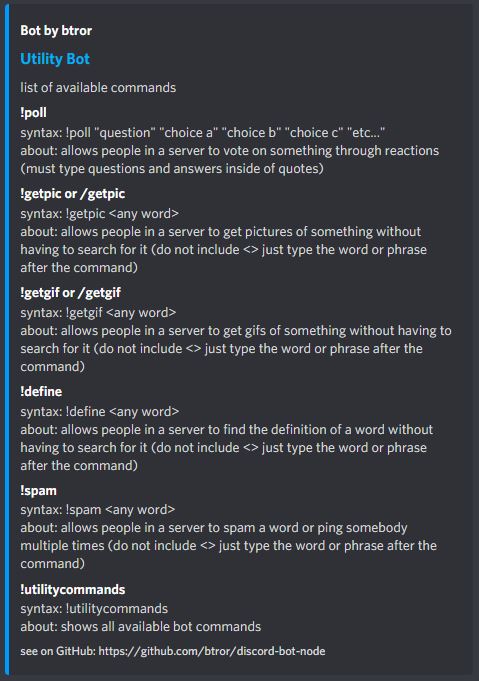 Bot by btror
Utility Bot
list of available commands
!poll
syntax: !poll "question" "choice a" "choice b" "choice c" "etc..."
about: allows people in a server to vote on something through reactions
(must type questions and answers inside of quotes)
!getpic or /getpic
syntax: !getpic <any word>
about: allows people in a server to get pictures of something without
having to search for it (do not include <> just type the word or phrase
after the command)
!getgif or /getgif
syntax: !getgif <any word>
about: allows people in a server to get gifs of something without having to
search for it (do not include <> just type the word or phrase after the
command)
!define
syntax: !define <any word>
about: allows people in a server to find the definition of a word without
having to search for it (do not include <> just type the word or phrase
after the command)
!spam
syntax: !spam <any word>
about: allows people in a server to spam a word or ping somebody
multiple times (do not include <> just type the word or phrase after the
command)
!utilitycommands
syntax: !utilitycommands
about: shows all available bot commands
see on GitHub: https://github.com/btror/discord-bot-node